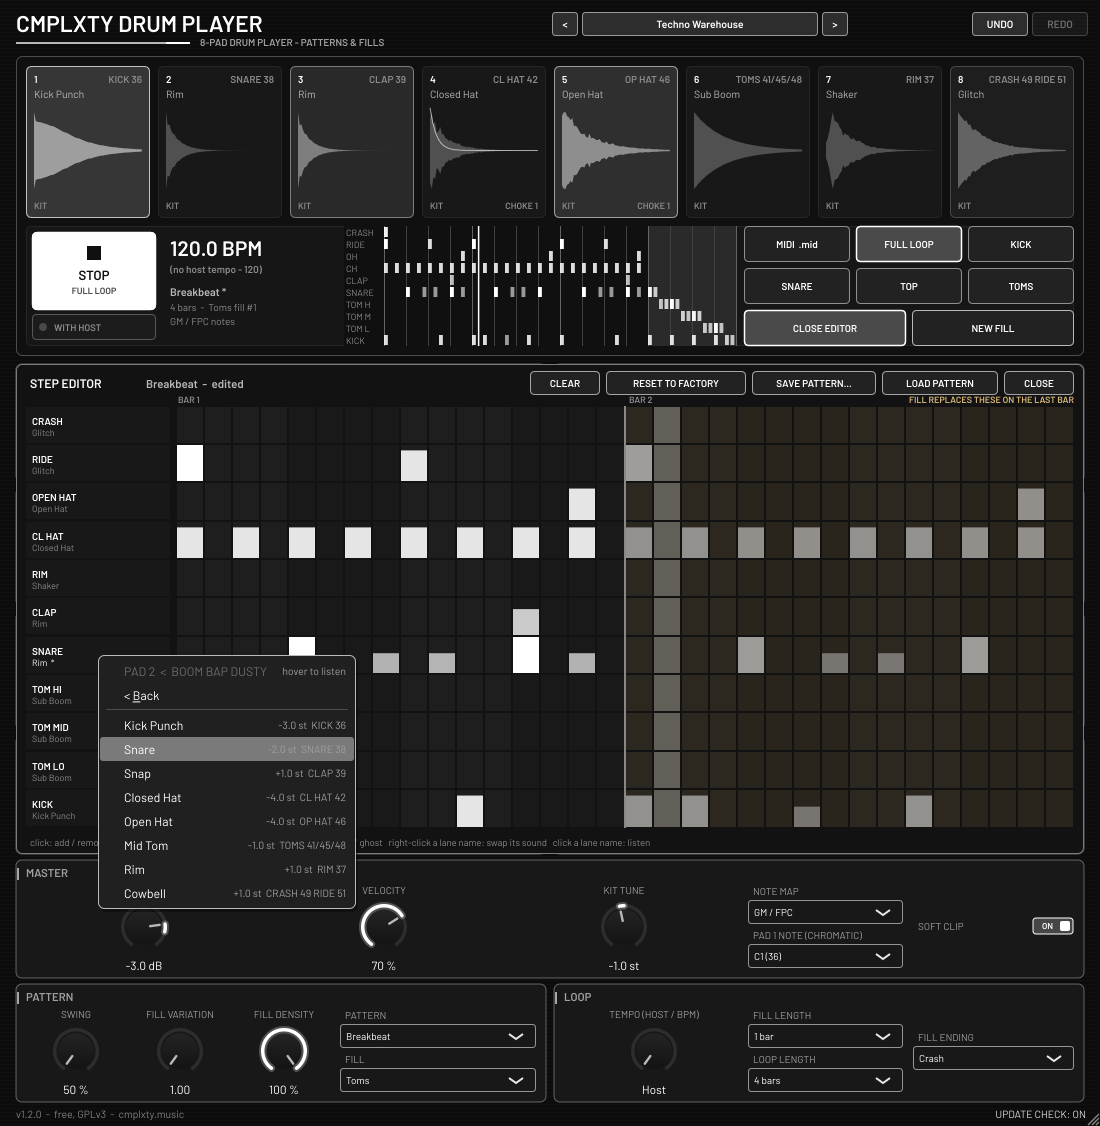 CMPLXTY DRUM PLAYER
8-PAD DRUM PLAYER - PATTERNS & FILLS
< Techno Warehouse >
UNDO REDO
1 KICK 36
Kick Punch
KIT
2 SNARE 38
Rim
KIT
3 CLAP 39
Rim
KIT
4 CL HAT 42
Closed Hat
KIT CHOKE 1
5 OP HAT 46
Open Hat
KIT CHOKE 1
6 TOMS 41/45/48
Sub Boom
KIT
7 RIM 37
Shaker
KIT
8 CRASH 49 RIDE 51
Glitch
KIT
STOP
FULL LOOP
WITH HOST
120.0 BPM
(no host tempo - 120)
Breakbeat *
4 bars - Toms fill #1
GM / FPC notes
CRASH
RIDE
OH
CH
CLAP
SNARE
TOM H
TOM M
TOM L
KICK
MIDI .mid FULL LOOP KICK
SNARE TOP TOMS
CLOSE EDITOR NEW FILL
STEP EDITOR Breakbeat - edited
CLEAR RESET TO FACTORY SAVE PATTERN... LOAD PATTERN CLOSE
BAR 1 BAR 2 FILL REPLACES THESE ON THE LAST BAR
CRASH
Glitch
RIDE
Glitch
OPEN HAT
Open Hat
CL HAT
Closed Hat
RIM
Shaker
CLAP
Rim
SNARE
Rim *
TOM HI
Sub Boom
TOM MID
Sub Boom
TOM LO
Sub Boom
KICK
Kick Punch
PAD 2 < BOOM BAP DUSTY hover to listen
< Back
Kick Punch -3.0 st KICK 36
Snare -2.0 st SNARE 38
Snap +1.0 st CLAP 39
Closed Hat -4.0 st CL HAT 42
Open Hat -4.0 st OP HAT 46
Mid Tom -1.0 st TOMS 41/45/48
Rim +1.0 st RIM 37
Cowbell +1.0 st CRASH 49 RIDE 51
click: add / remo ghost right-click a lane name: swap its sound click a lane name: listen
MASTER
-3.0 dB
VELOCITY
70 %
KIT TUNE
-1.0 st
NOTE MAP
GM / FPC
PAD 1 NOTE (CHROMATIC)
C1 (36)
SOFT CLIP ON
PATTERN
SWING
50 %
FILL VARIATION
1.00
FILL DENSITY
100 %
PATTERN
Breakbeat
FILL
Toms
LOOP
TEMPO (HOST / BPM)
Host
FILL LENGTH
1 bar
LOOP LENGTH
4 bars
FILL ENDING
Crash
v1.2.0 - free, GPLv3 - cmplxty.music
UPDATE CHECK: ON